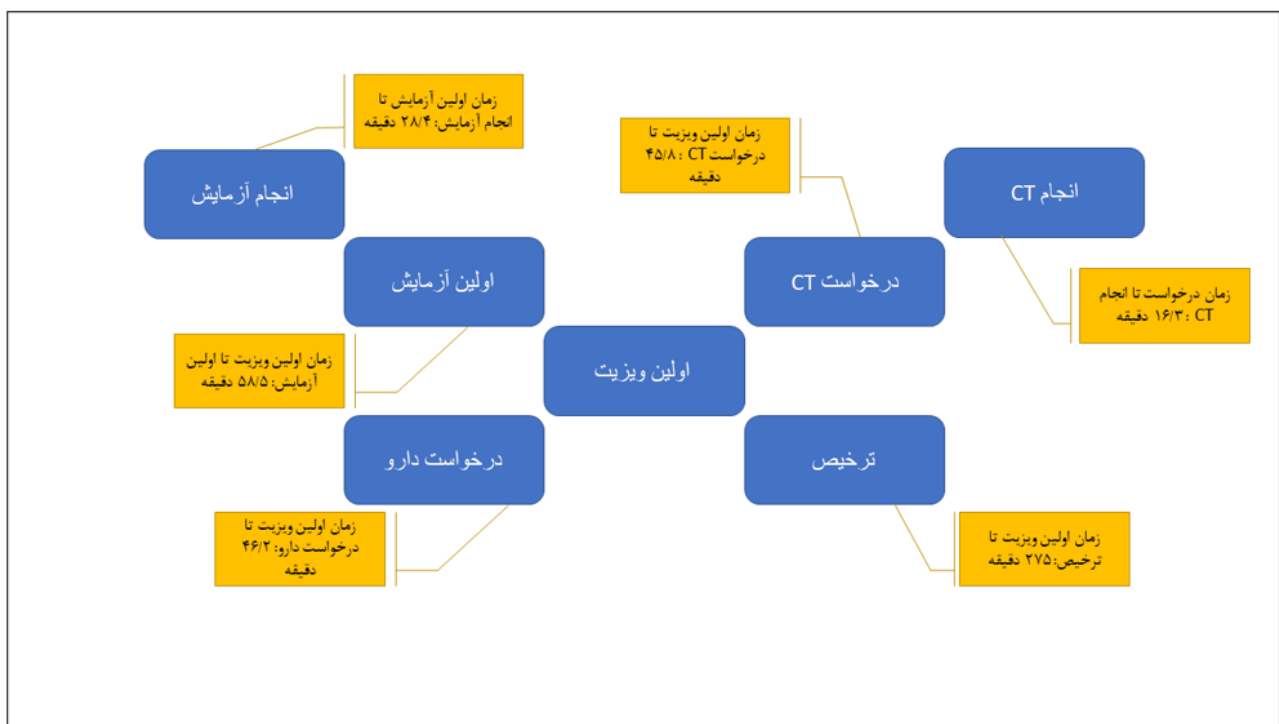 زمان اولین آزمایش تا
انجام آزمایش: ۲۸/۴ دقیقه
انجام آزمایش
زمان اولین ویزیت تا
درخواست CT : ۴۵/۸
دقیقه
انجام CT
اولین آزمایش
درخواست CT
زمان درخواست تا انجام
CT : ۱۶/۳ دقیقه
زمان اولین ویزیت تا اولین
آزمایش: ۵۸/۵ دقیقه
اولین ویزیت
درخواست دارو
ترخیص
زمان اولین ویزیت تا
درخواست دارو: ۴۶/۲
دقیقه
زمان اولین ویزیت تا
ترخیص: ۲۷۵ دقیقه